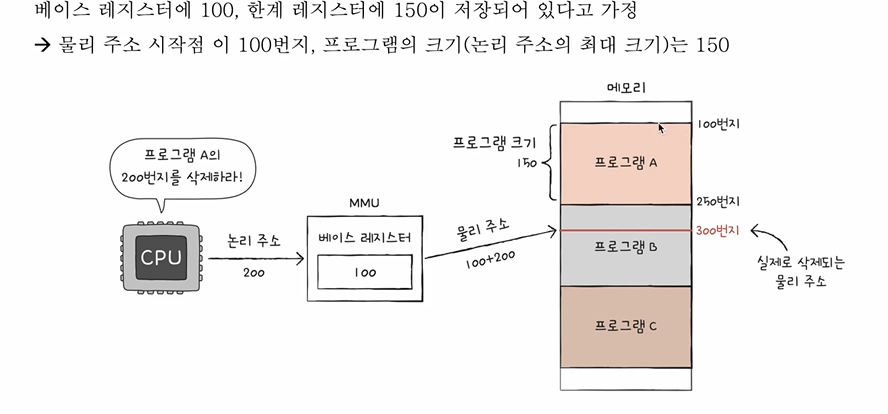 베이스 레지스터에 100, 한계 레지스터에 150이 저장되어 있다고 가정
→ 물리 주소 시작점 이 100번지, 프로그램의 크기(논리 주소의 최대 크기)는 150
메모리
100번지
프로그램 크기
150
프로그램 A
프로그램 A의
200번지를 삭제하라!
250번지
MMU
베이스 레지스터
100
CPU
논리 주소
200
물리 주소
100+200
300번지
프로그램 B
실제로 삭제되는
물리 주소
프로그램 C